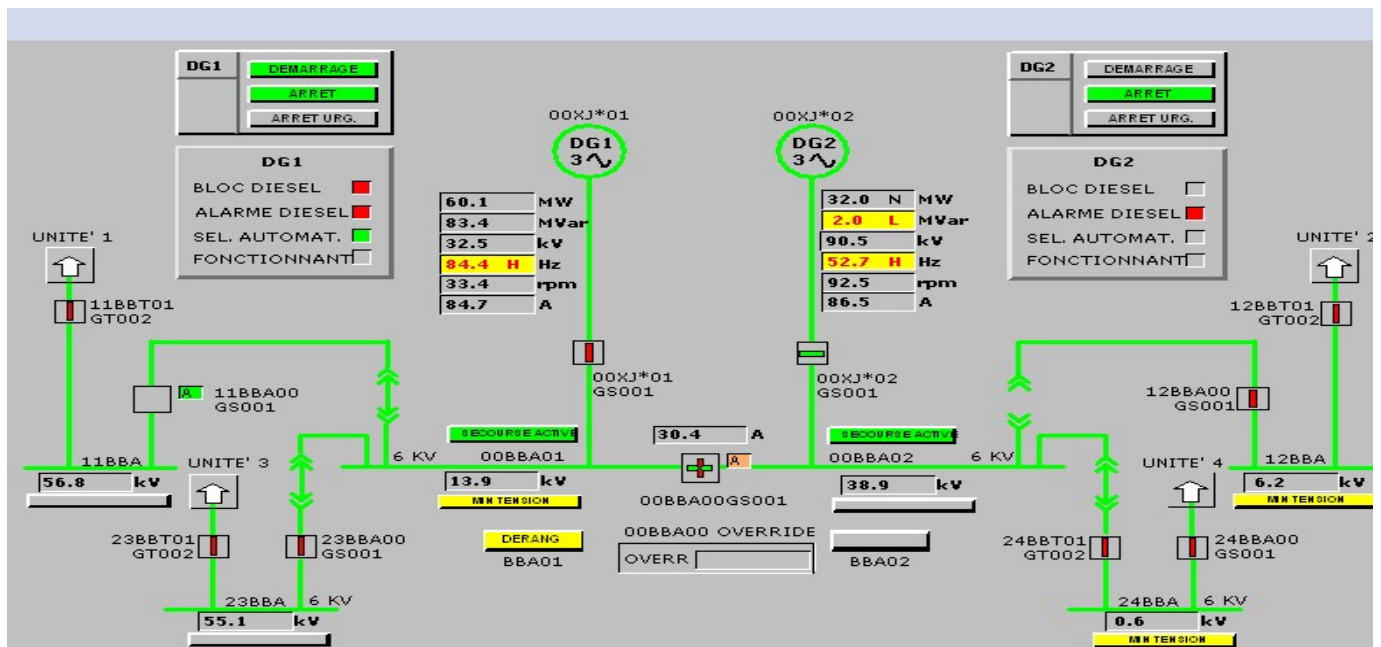 DG1
DEMARRAGE
ARRET
ARRET URG.
DG2
DEMARRAGE
ARRET
ARRET URG.
00XJ*01
DG1
3
00XJ*02
DG2
3
DG1
BLOC DIESEL
ALARME DIESEL
SEL. AUTOMAT.
FONCTIONNANT
DG2
BLOC DIESEL
ALARME DIESEL
SEL. AUTOMAT.
FONCTIONNANT
60.1 MW
83.4 MVar
32.5 kV
84.4 H Hz
33.4 rpm
84.7 A
32.0 N MW
2.0 L MVar
90.5 kV
52.7 H Hz
92.5 rpm
86.5 A
UNITE' 1
11BBT01
GT002
UNITE' 2
12BBT01
GT002
A
11BBA00
GS001
00XJ*01
GS001
00XJ*02
GS001
12BBA00
GS001
SECOURSE ACTIVE
30.4 A
SECOURSE ACTIVE
11BBA
56.8 kV
UNITE' 3
6 KV
00BBA01
13.9 kV
MIN TENSION
A
00BBA00GS001
00BBA02
38.9 kV
6 KV
UNITE' 4
12BBA
6.2 kV
MIN TENSION
23BBT01
GT002
23BBA00
GS001
DERANG
BBA01
00BBA00 OVERRIDE
OVERR
BBA02
24BBT01
GT002
24BBA00
GS001
23BBA 6 KV
55.1 kV
24BBA 6 KV
0.6 kV
MIN TENSION